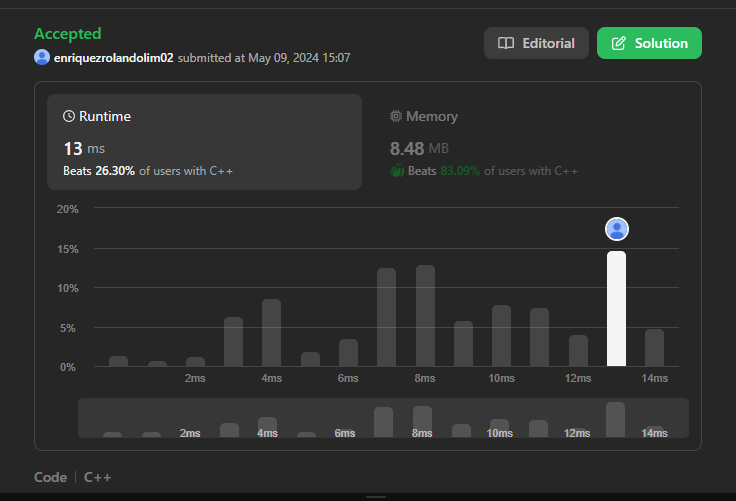 Accepted
Editorial
Solution
enriquezrolandolim02 submitted at May 09, 2024 15:07
Runtime
13 ms
Beats 26.30% of users with C++
Memory
8.48 MB
Beats 83.09% of users with C++
20%
15%
10%
5%
0%
2ms 4ms 6ms 8ms 10ms 12ms 14ms
2ms 4ms 6ms 8ms 10ms 12ms 14ms
Code | C++